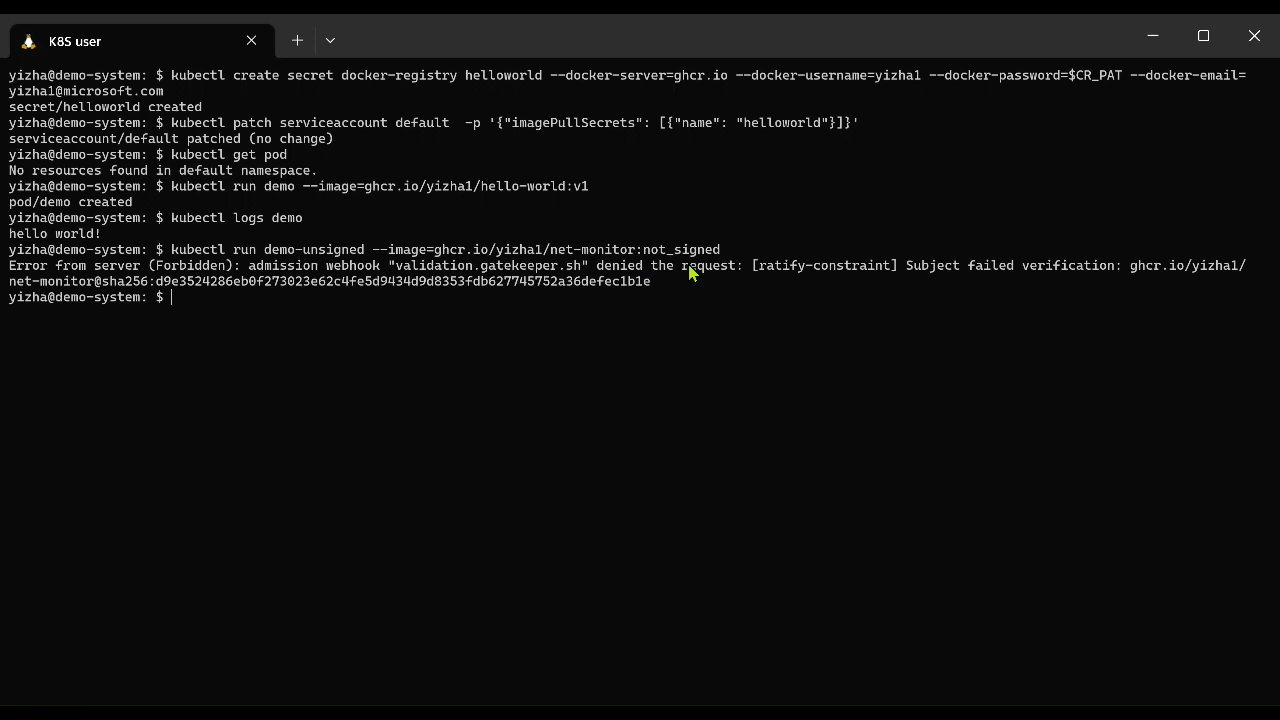 K8S user
yizha@demo-system: $ kubectl create secret docker-registry helloworld --docker-server=ghcr.io --docker-username=yizha1 --docker-password=$CR_PAT --docker-email=
yizha1@microsoft.com
secret/helloworld created
yizha@demo-system: $ kubectl patch serviceaccount default  -p '{"imagePullSecrets": [{"name": "helloworld"}]}'
serviceaccount/default patched (no change)
yizha@demo-system: $ kubectl get pod
No resources found in default namespace.
yizha@demo-system: $ kubectl run demo --image=ghcr.io/yizha1/hello-world:v1
pod/demo created
yizha@demo-system: $ kubectl logs demo
hello world!
yizha@demo-system: $ kubectl run demo-unsigned --image=ghcr.io/yizha1/net-monitor:not_signed
Error from server (Forbidden): admission webhook "validation.gatekeeper.sh" denied the request: [ratify-constraint] Subject failed verification: ghcr.io/yizha1/
net-monitor@sha256:d9e3524286eb0f273023e62c4fe5d9434d9d8353fdb627745752a36defec1b1e
yizha@demo-system: $